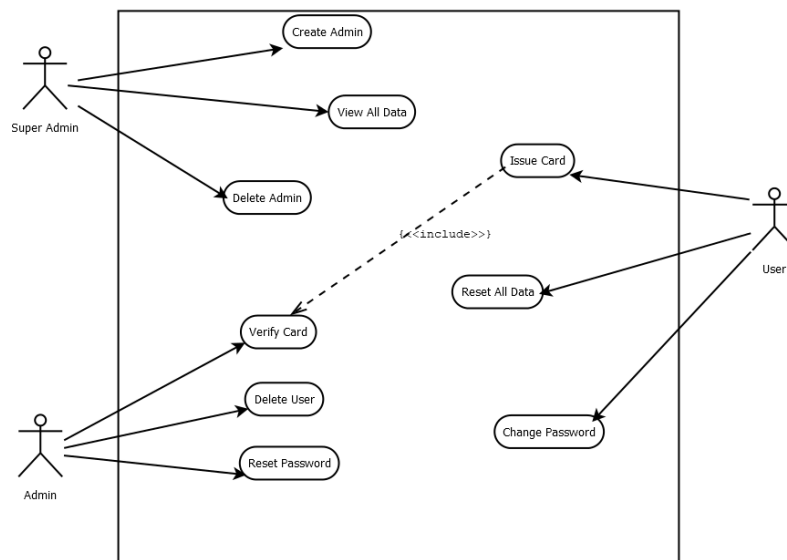 Create Admin
Super Admin
View All Data
Issue Card
Delete Admin
{<<include>>}
User
Reset All Data
Verify Card
Delete User
Change Password
Reset Password
Admin